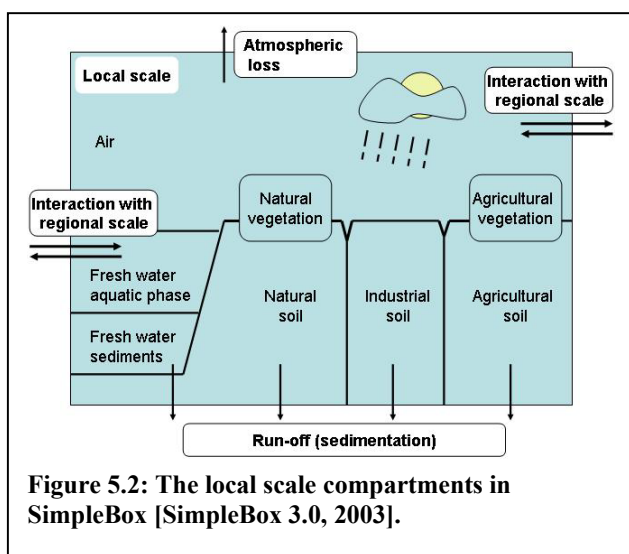 Atmospheric
loss
Local scale
Interaction with
regional scale
Air
Interaction with
regional scale
Natural
vegetation
Agricultural
vegetation
Fresh water
aquatic phase
Natural
soil
Industrial
soil
Agricultural
soil
Fresh water
sediments
Run-off (sedimentation)
Figure 5.2: The local scale compartments in
SimpleBox [SimpleBox 3.0, 2003].